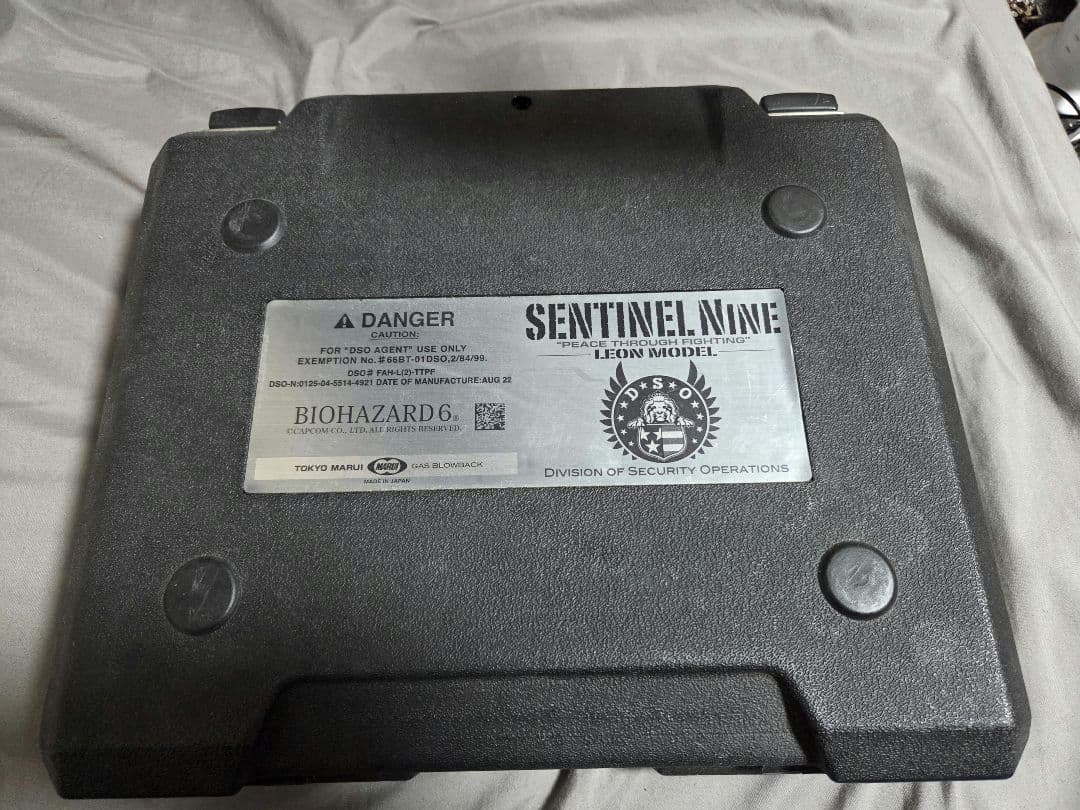 ⚠ DANGER
CAUTION:
FOR "DSO AGENT" USE ONLY
EXEMPTION No. #66BT-01DSO,2/84/99.
DSO# FAH-L(2)-TTPF
DSO-N:0125-04-5514-4921 DATE OF MANUFACTURE:AUG 22
BIOHAZARD 6®
©CAPCOM CO., LTD. ALL RIGHTS RESERVED.
TOKYO MARUI MARUI GAS BLOWBACK
MADE IN JAPAN
SENTINEL NINE
"PEACE THROUGH FIGHTING"
LEON MODEL
D·S·O
DIVISION OF SECURITY OPERATIONS